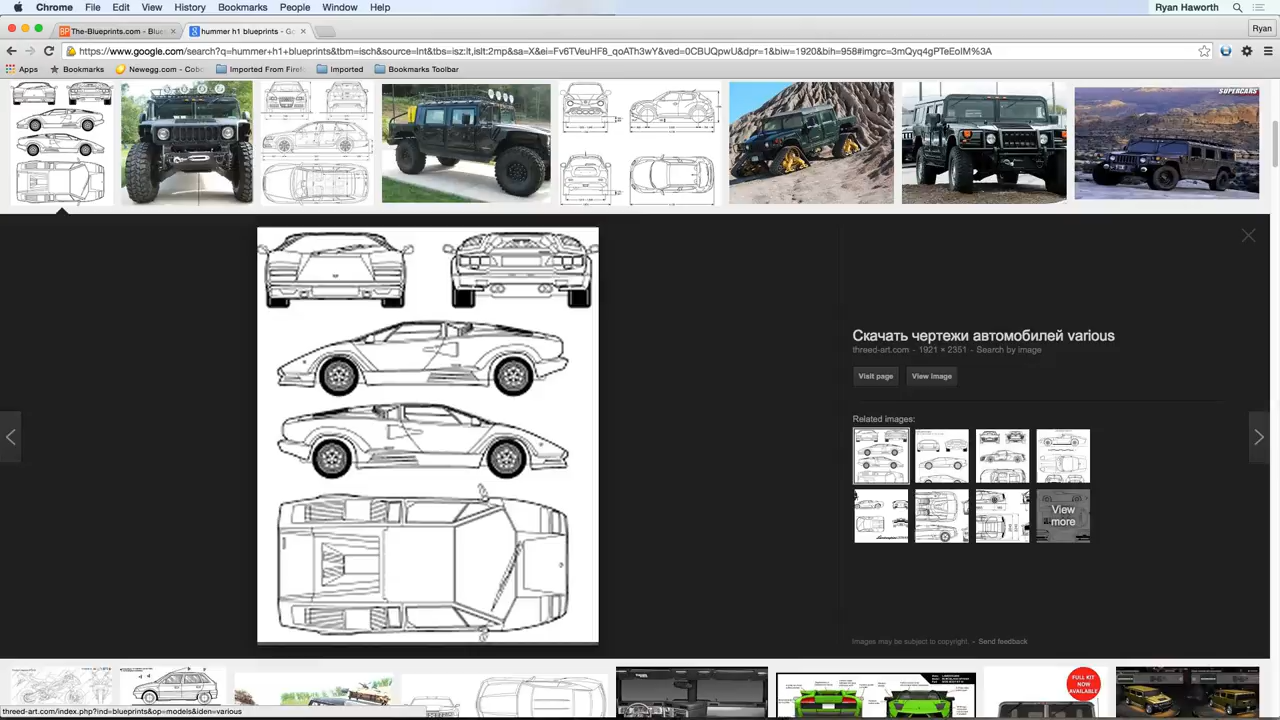 Chrome File Edit View History Bookmarks People Window Help Ryan Haworth
The-Blueprints.com - Blue
hummer h1 blueprints - Go
Ryan
https://www.google.com/search?q=hummer+h1+blueprints&tbm=isch&source=lnt&tbs=isz:lt,islt:2mp&sa=X&ei=Fv6TVeuHF8_qoATh3wY&ved=0CBUQpwU&dpr=1&biw=1920&bih=958#imgrc=3mQyq4gPTeEoIM%3A
Apps Bookmarks Newegg.com - Co Imported From Firef Imported Bookmarks Toolbar
SUPERCARS
Скачать чертежи автомобилей various
threed-art.com - 1921 × 2351 - Search by image
Visit page View image
Related images:
View
more
Images may be subject to copyright. - Send feedback
FULL KIT
NOW
AVAILABLE
threed-art.com/index.php?ind=blueprints&op=models&iden=various